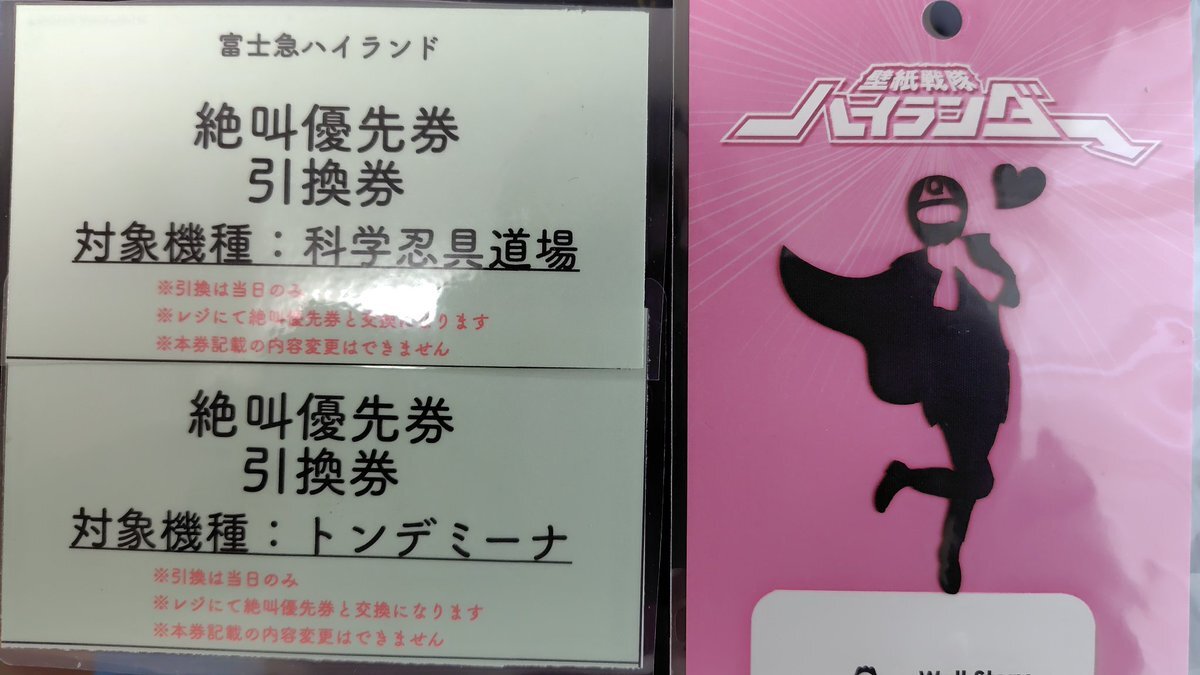 富士急ハイランド
絶叫優先券
引換券
対象機種：科学忍具道場
※引換は当日のみ
※レジにて絶叫優先券と交換になります
※本券記載の内容変更はできません
絶叫優先券
引換券
対象機種：トンデミーナ
※引換は当日のみ
※レジにて絶叫優先券と交換になります
※本券記載の内容変更はできません
壁紙戦隊
ハイランダー